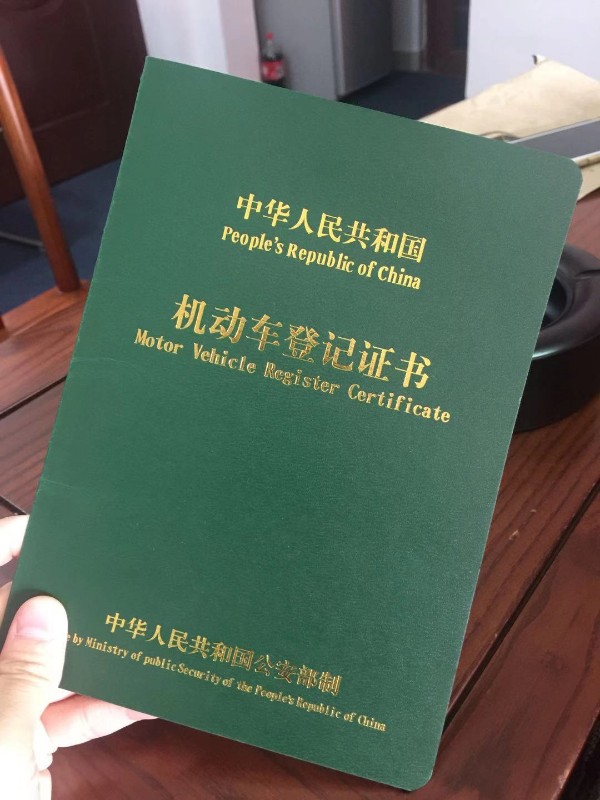 中华人民共和国
People's Republic of China
机动车登记证书
Motor Vehicle Register Certificate
中华人民共和国公安部制
by Ministry of public Security of the People's Republic of China